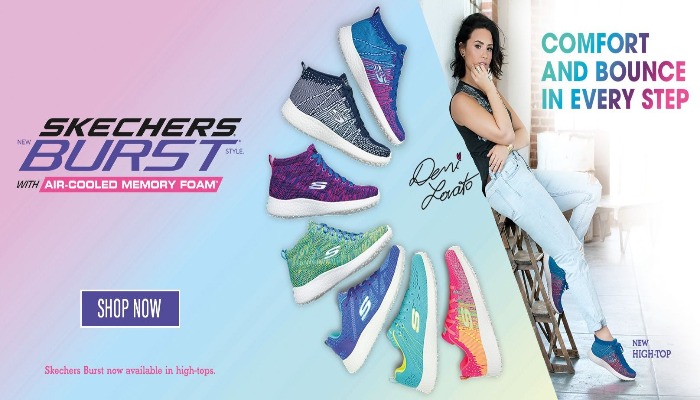 SKECHERS
NEW BURST STYLE.
WITH AIR-COOLED MEMORY FOAM
SHOP NOW
Skechers Burst now available in high-tops.
Demi
Lovato
COMFORT
AND BOUNCE
IN EVERY STEP
NEW
HIGH-TOP